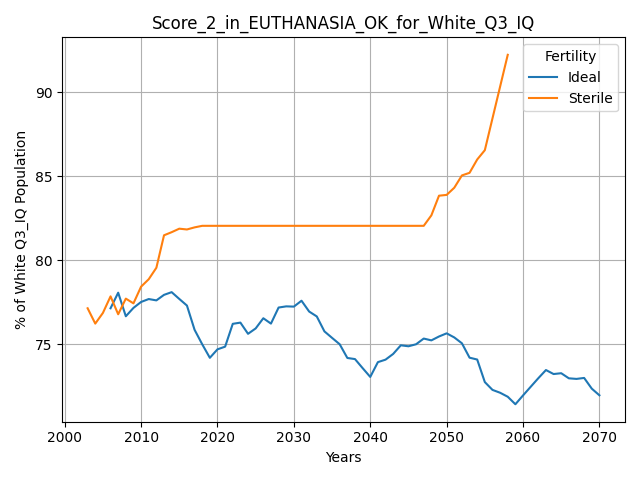 Score_2_in_EUTHANASIA_OK_for_White_Q3_IQ
Fertility
Ideal
Sterile
% of White Q3_IQ Population
90
85
80
75
2000
2010
2020
2030
2040
2050
2060
2070
Years